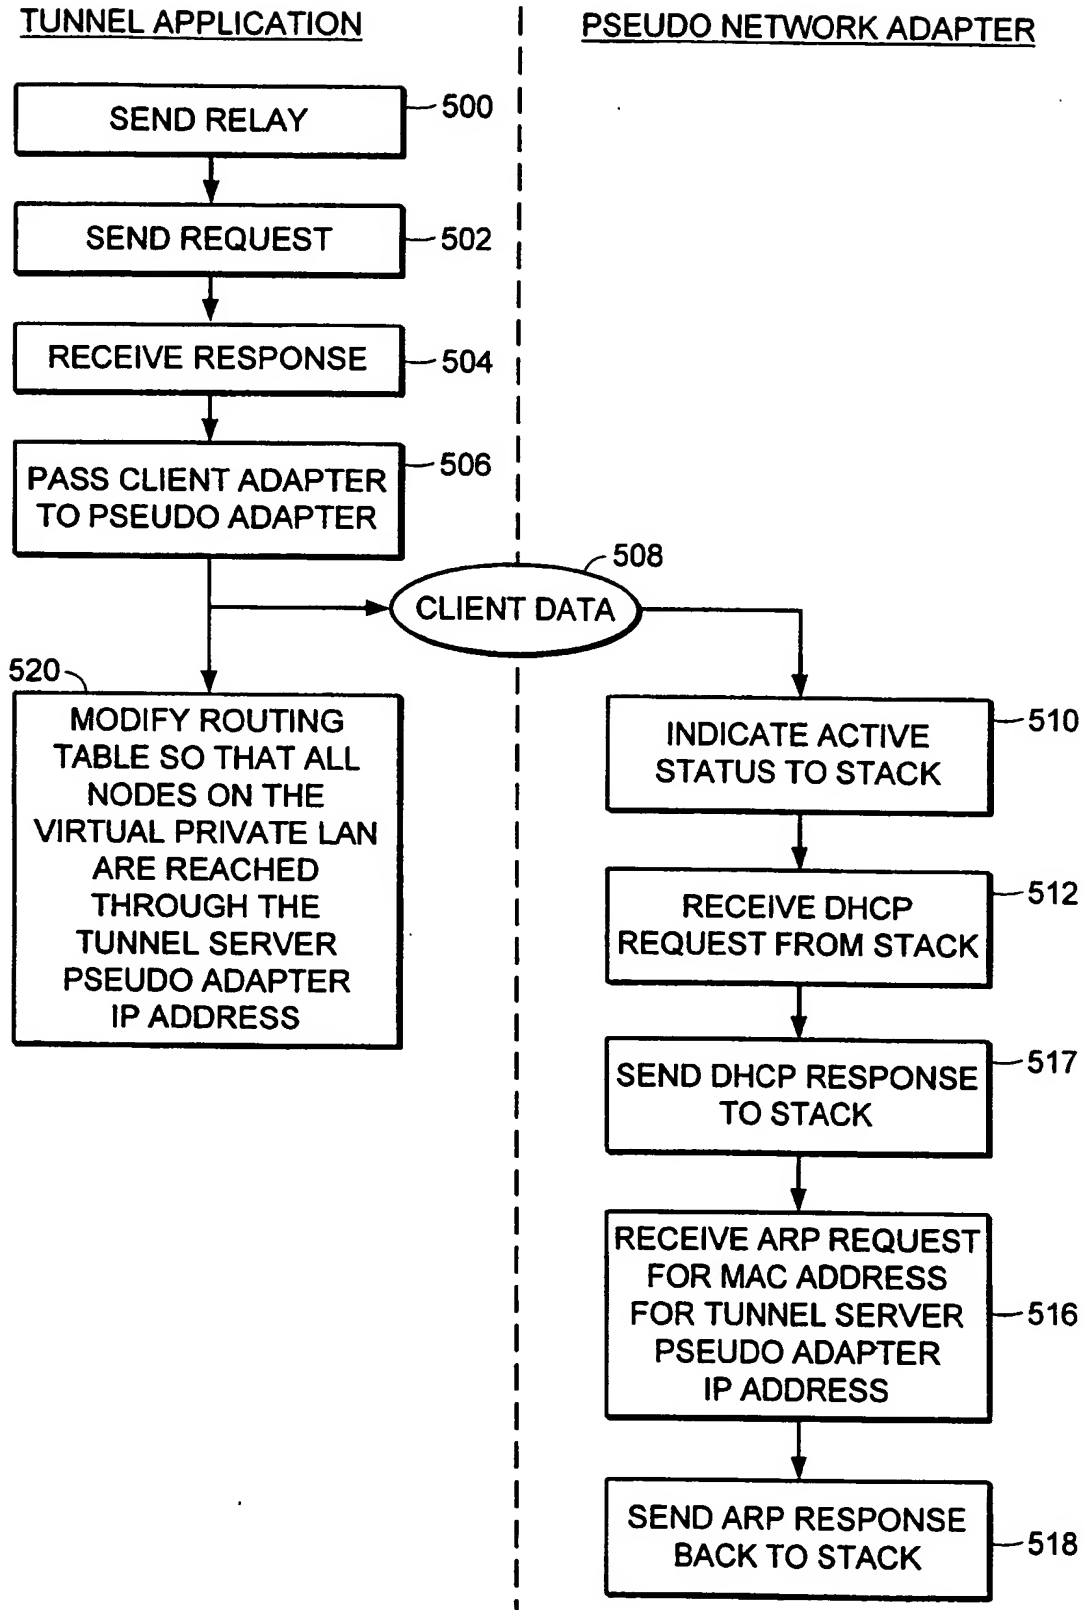 TUNNEL APPLICATION
SEND RELAY
500
SEND REQUEST
502
RECEIVE RESPONSE
504
PASS CLIENT ADAPTER
TO PSEUDO ADAPTER
506
CLIENT DATA
508
520
MODIFY ROUTING
TABLE SO THAT ALL
NODES ON THE
VIRTUAL PRIVATE LAN
ARE REACHED
THROUGH THE
TUNNEL SERVER
PSEUDO ADAPTER
IP ADDRESS
PSEUDO NETWORK ADAPTER
INDICATE ACTIVE
STATUS TO STACK
510
RECEIVE DHCP
REQUEST FROM STACK
512
SEND DHCP RESPONSE
TO STACK
517
RECEIVE ARP REQUEST
FOR MAC ADDRESS
FOR TUNNEL SERVER
PSEUDO ADAPTER
IP ADDRESS
516
SEND ARP RESPONSE
BACK TO STACK
518